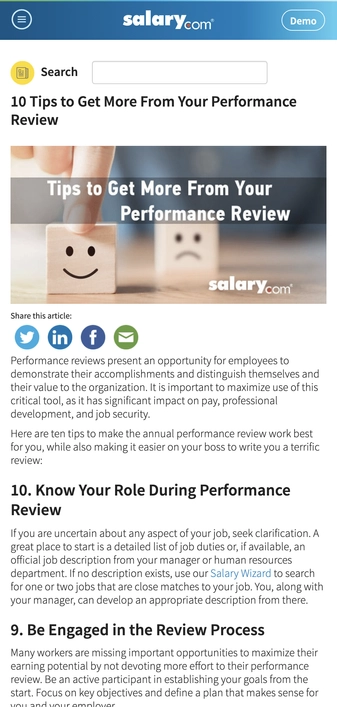 salary.com
Demo
Search
10 Tips to Get More From Your Performance
Review
Tips to Get More From Your
Performance Review
salary.com
Share this article:
Performance reviews present an opportunity for employees to
demonstrate their accomplishments and distinguish themselves and
their value to the organization. It is important to maximize use of this
critical tool, as it has significant impact on pay, professional
development, and job security.
Here are ten tips to make the annual performance review work best
for you, while also making it easier on your boss to write you a terrific
review:
10. Know Your Role During Performance
Review
If you are uncertain about any aspect of your job, seek clarification. A
great place to start is a detailed list of job duties or, if available, an
official job description from your manager or human resources
department. If no description exists, use our Salary Wizard to search
for one or two jobs that are close matches to your job. You, along with
your manager, can develop an appropriate description from there.
9. Be Engaged in the Review Process
Many workers are missing important opportunities to maximize their
earning potential by not devoting more effort to their performance
review. Be an active participant in establishing your goals from the
start. Focus on key objectives and define a plan that makes sense for
you and your employer.